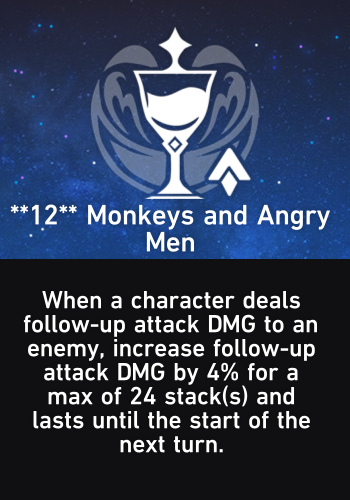 **12** Monkeys and Angry
Men
When a character deals
follow-up attack DMG to an
enemy, increase follow-up
attack DMG by 4% for a
max of 24 stack(s) and
lasts until the start of the
next turn.